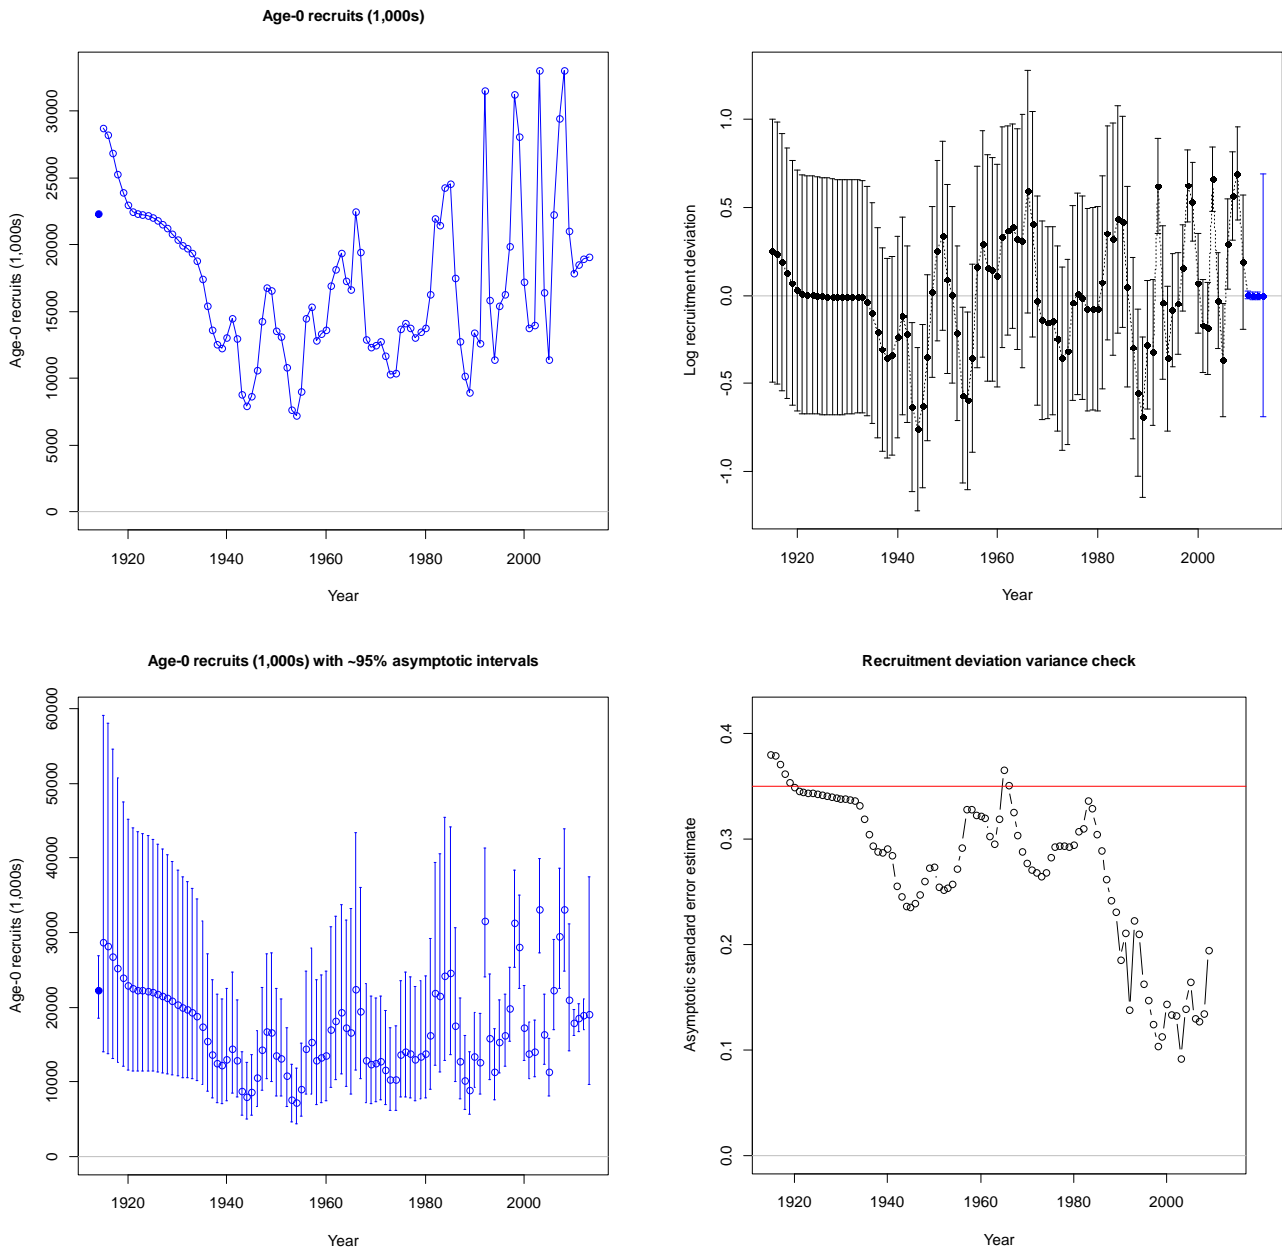 Age-0 recruits (1,000s)
Age-0 recruits (1,000s)
0 5000 10000 15000 20000 25000 30000
1920 1940 1960 1980 2000
Year
Log recruitment deviation
-1.0 -0.5 0.0 0.5 1.0
1920 1940 1960 1980 2000
Year
Age-0 recruits (1,000s) with ~95% asymptotic intervals
Age-0 recruits (1,000s
0 10000 20000 30000 40000 50000 60000
1920 1940 1960 1980 2000
Year
Recruitment deviation variance check
Asymptotic standard error estimate
0.0 0.1 0.2 0.3 0.4
1920 1940 1960 1980 2000
Year